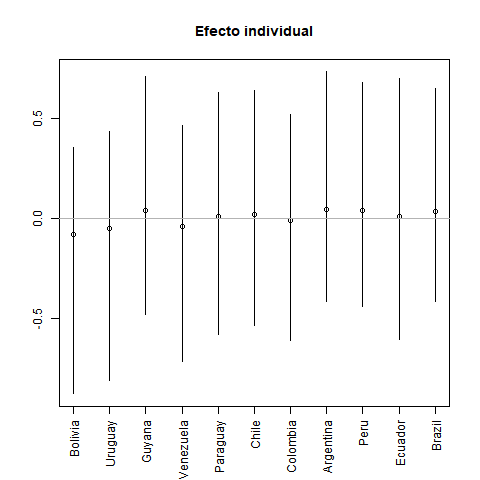 Efecto individual
0.5
0.0
-0.5
Bolivia
Uruguay
Guyana
Venezuela
Paraguay
Chile
Colombia
Argentina
Peru
Ecuador
Brazil